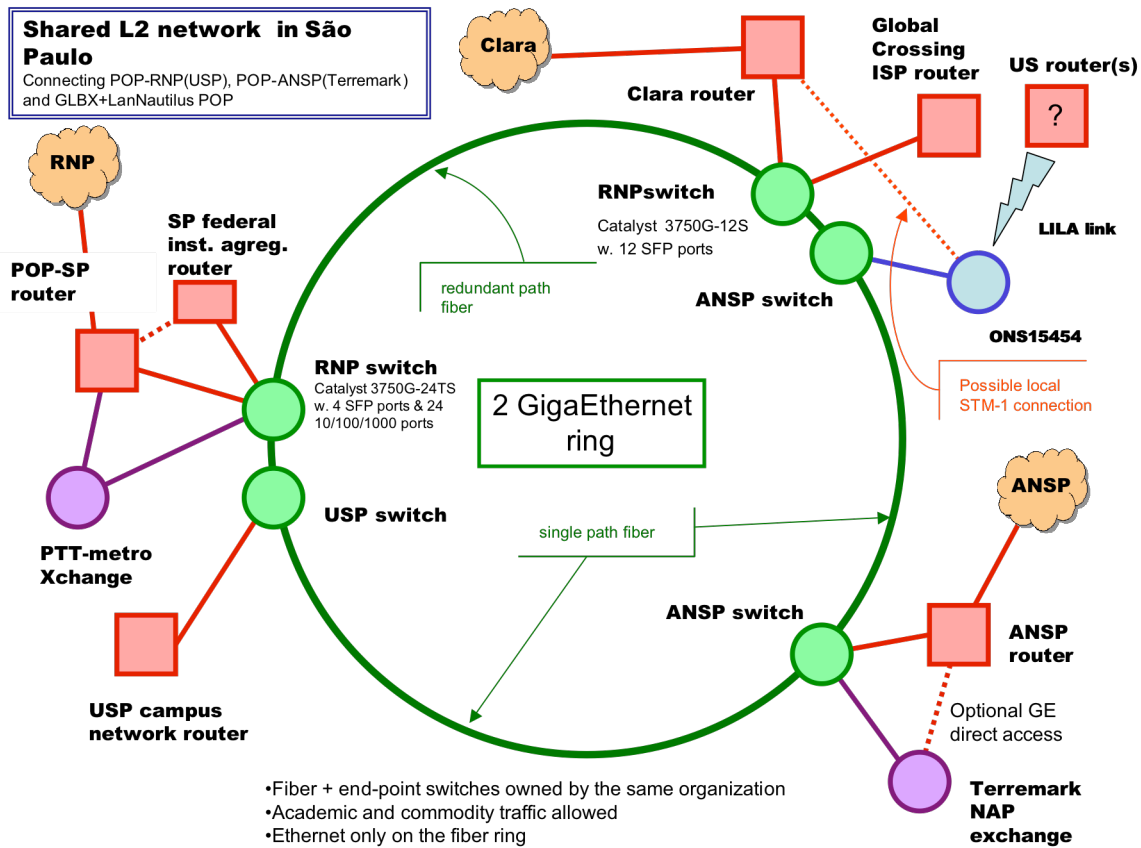 Shared L2 network  in São
Paulo
Connecting POP-RNP(USP), POP-ANSP(Terremark)
and GLBX+LanNautilus POP
Clara
Clara router
Global
Crossing
ISP router
US router(s)
?
LILA link
RNP
SP federal
inst. agreg.
router
POP-SP
router
RNPswitch
Catalyst  3750G-12S
w. 12 SFP ports
ANSP switch
redundant path
fiber
ONS15454
Possible local
STM-1 connection
RNP switch
Catalyst 3750G-24TS
w. 4 SFP ports & 24
10/100/1000 ports
2 GigaEthernet
ring
ANSP
USP switch
single path fiber
PTT-metro
Xchange
ANSP switch
ANSP
router
USP campus
network router
Optional GE
direct access
Terremark
NAP
exchange
•Fiber + end-point switches owned by the same organization
•Academic and commodity traffic allowed
•Ethernet only on the fiber ring